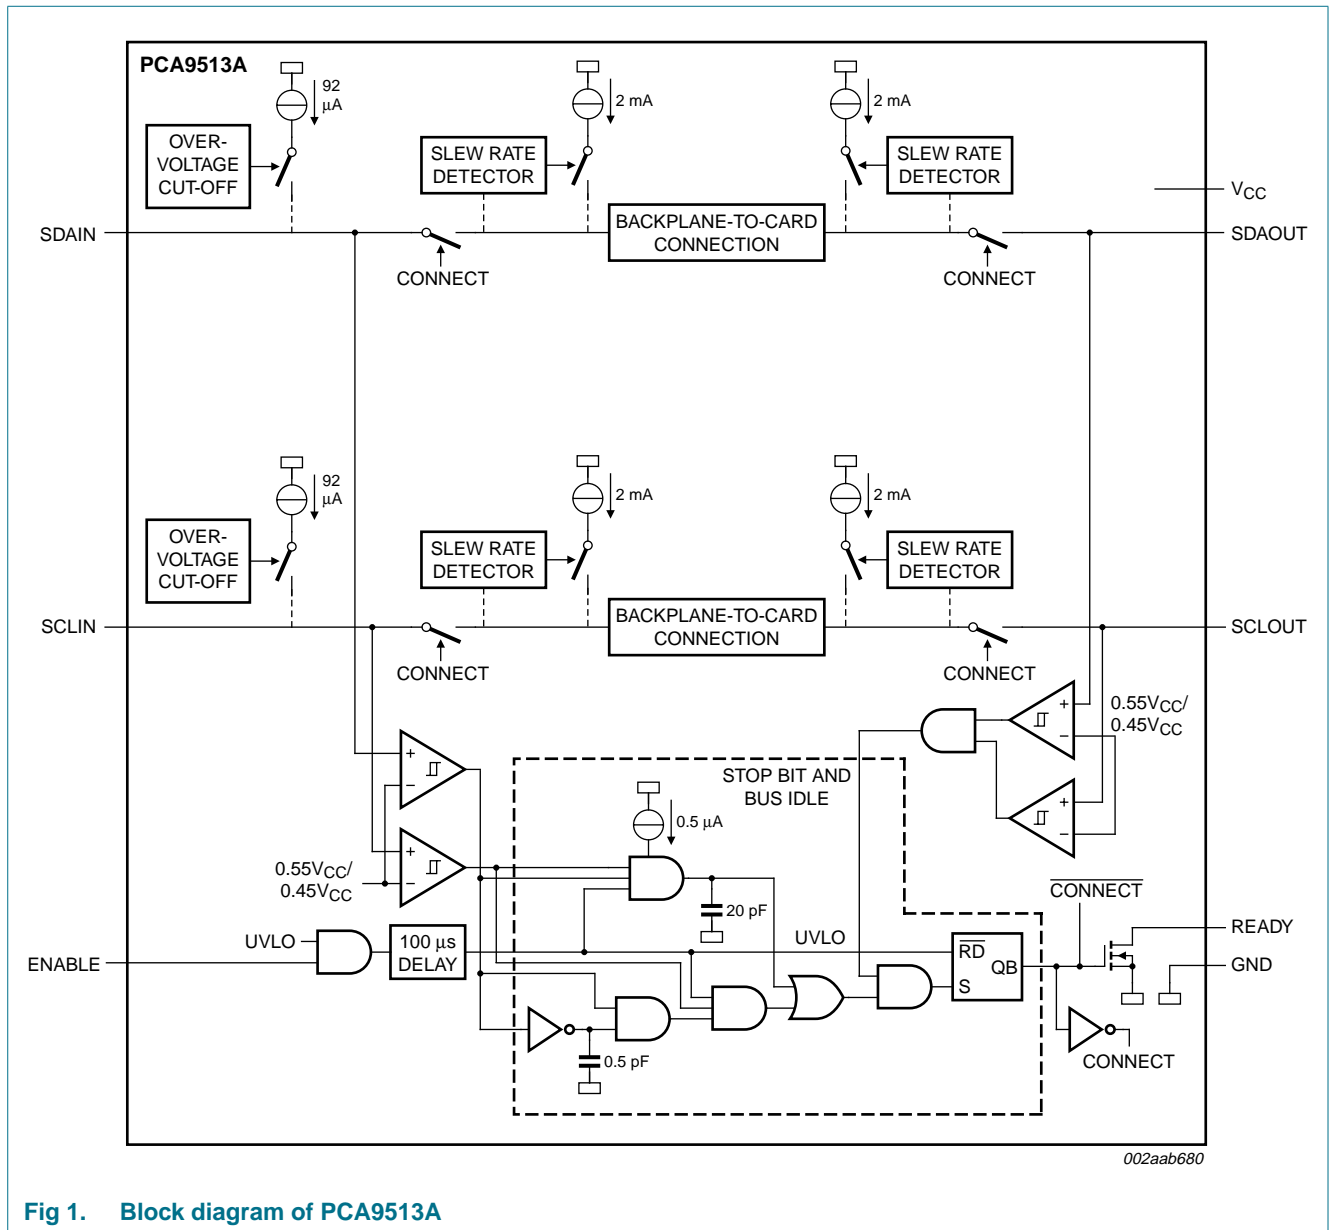 PCA9513A
92
μA
2 mA
2 mA
OVER-
VOLTAGE
CUT-OFF
SLEW RATE
DETECTOR
SLEW RATE
DETECTOR
VCC
SDAIN
BACKPLANE-TO-CARD
CONNECTION
SDAOUT
CONNECT
CONNECT
92
μA
2 mA
2 mA
OVER-
VOLTAGE
CUT-OFF
SLEW RATE
DETECTOR
SLEW RATE
DETECTOR
SCLIN
BACKPLANE-TO-CARD
CONNECTION
SCLOUT
CONNECT
CONNECT
+
−
0.55VCC/
0.45VCC
+
−
STOP BIT AND
BUS IDLE
+
−
0.5 μA
+
−
0.55VCC/
0.45VCC
20 pF
CONNECT
UVLO
100 μs
DELAY
UVLO
READY
ENABLE
RD
QB
S
GND
0.5 pF
CONNECT
002aab680
Fig 1. Block diagram of PCA9513A